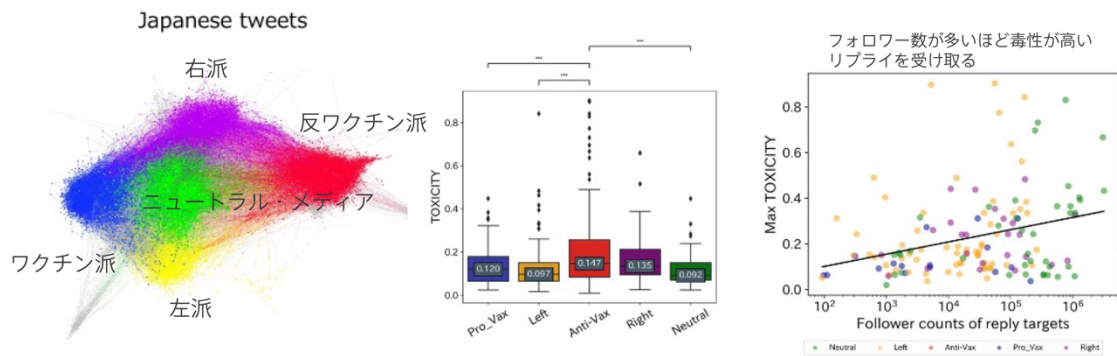 Japanese tweets
右派
反ワクチン派
ニュートラル・メディア
ワクチン派
左派
***
***
***
TOXICITY
0.8
0.6
0.4
0.2
0.0
0.120
0.097
0.147
0.135
0.092
Pro_Vax
Left
Anti-Vax
Right
Neutral
フォロワー数が多いほど毒性が高い
リプライを受け取る
Max TOXICITY
0.8
0.6
0.4
0.2
0.0
10² 10³ 10⁴ 10⁵ 10⁶
Follower counts of reply targets
Neutral Left Anti-Vax Pro_Vax Right